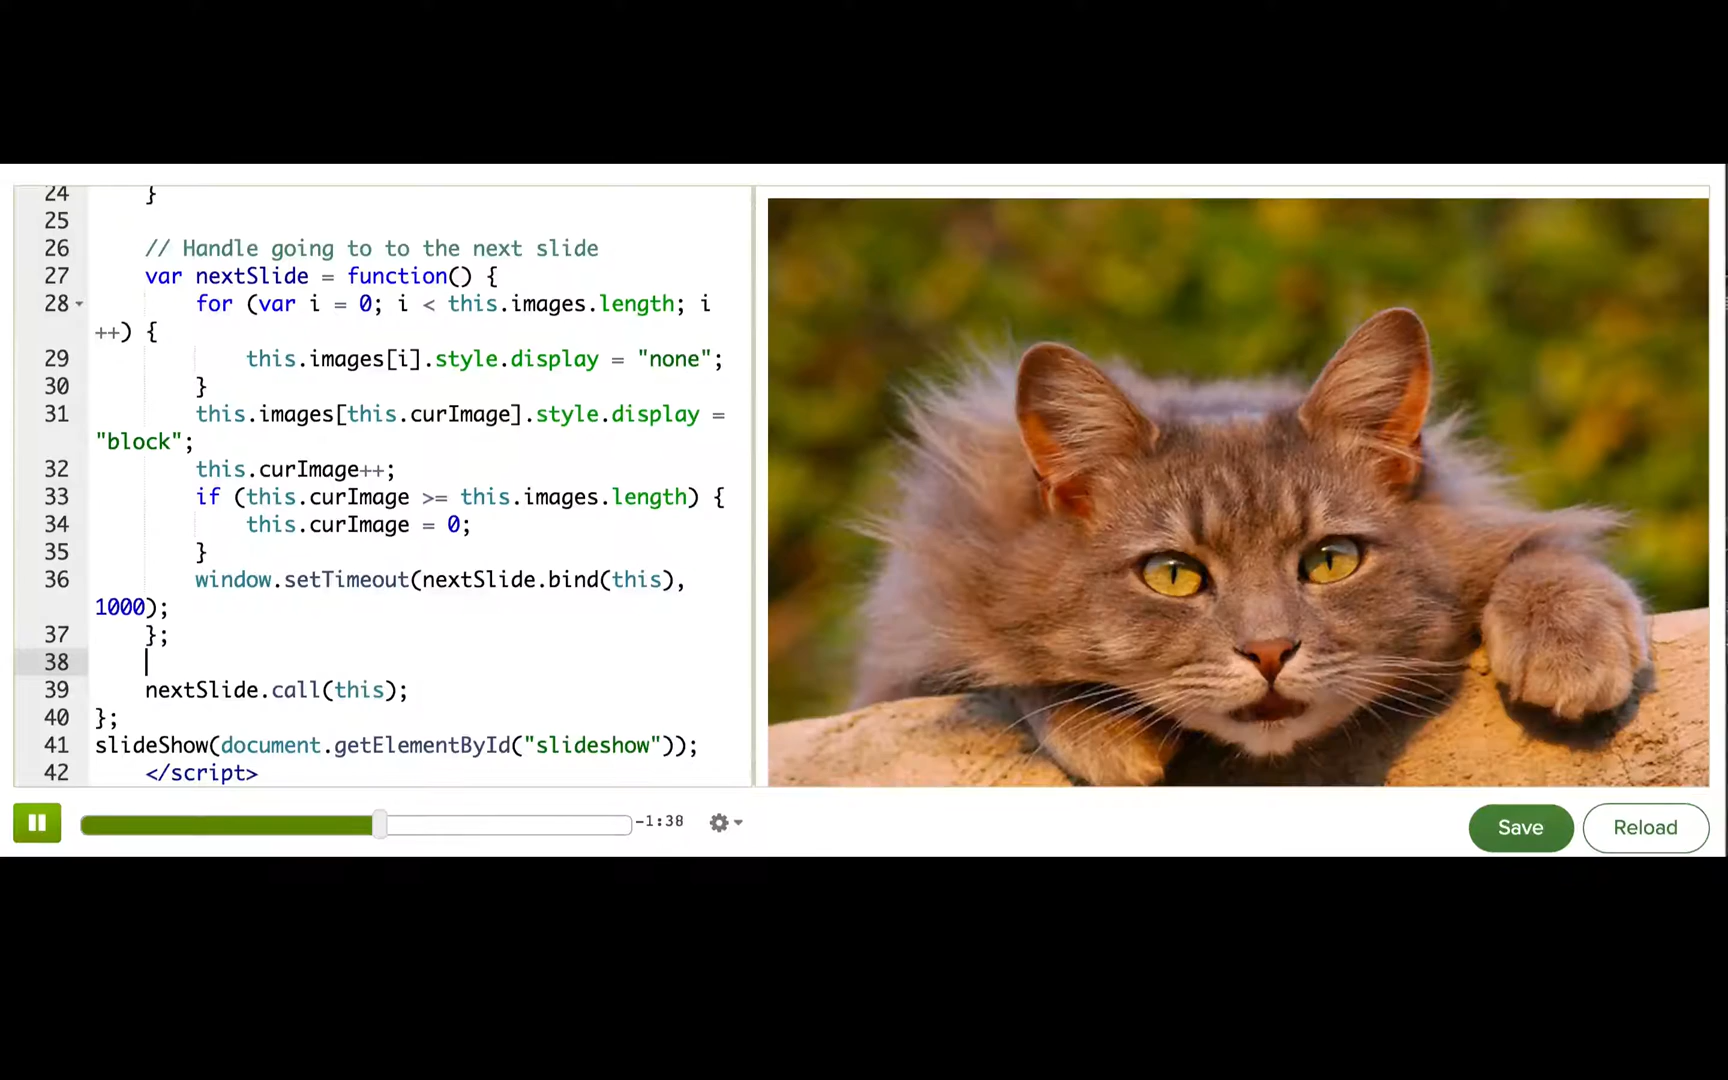 24 }
25
26 // Handle going to to the next slide
27 var nextSlide = function() {
28 for (var i = 0; i < this.images.length; i
++) {
29 this.images[i].style.display = "none";
30 }
31 this.images[this.curImage].style.display =
"block";
32 this.curImage++;
33 if (this.curImage >= this.images.length) {
34 this.curImage = 0;
35 }
36 window.setTimeout(nextSlide.bind(this),
1000);
37 };
38
39 nextSlide.call(this);
40 };
41 slideShow(document.getElementById("slideshow"));
42 </script>
-1:38
Save
Reload